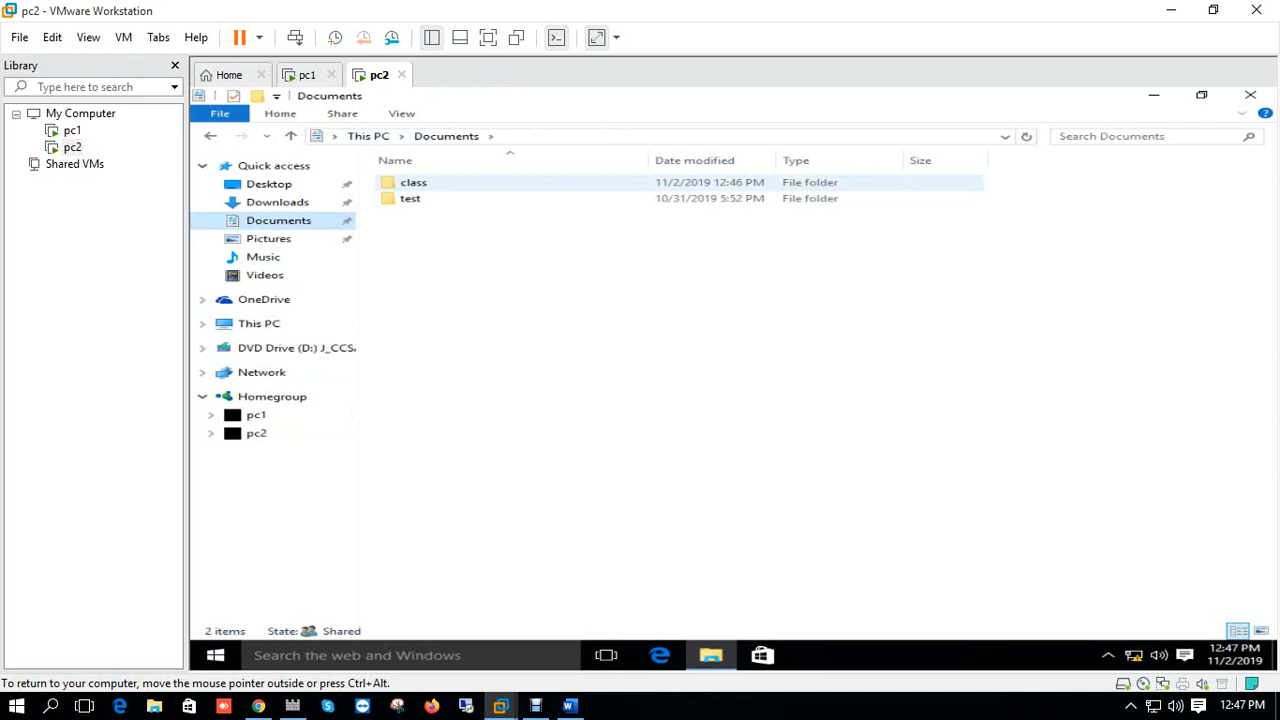 pc2 - VMware Workstation
File Edit View VM Tabs Help
Library
Type here to search
My Computer
pc1
pc2
Shared VMs
Home pc1 pc2
Documents
File Home Share View
This PC Documents Search Documents
Name Date modified Type Size
class 11/2/2019 12:46 PM File folder
test 10/31/2019 5:52 PM File folder
Quick access
Desktop
Downloads
Documents
Pictures
Music
Videos
OneDrive
This PC
DVD Drive (D:) J_CCSA
Network
Homegroup
pc1
pc2
2 items State: Shared
Search the web and Windows
12:47 PM
11/2/2019
To return to your computer, move the mouse pointer outside or press Ctrl+Alt.
12:47 PM